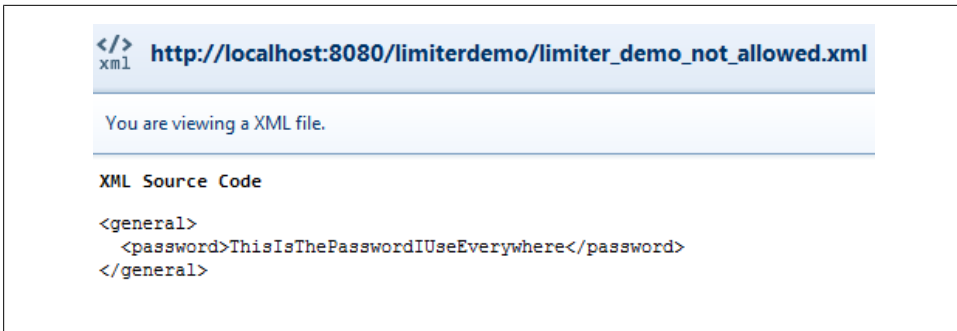 </>
xml
http://localhost:8080/limiterdemo/limiter_demo_not_allowed.xml
You are viewing a XML file.
XML Source Code
<general>
<password>ThisIsThePasswordIUseEverywhere</password>
</general>